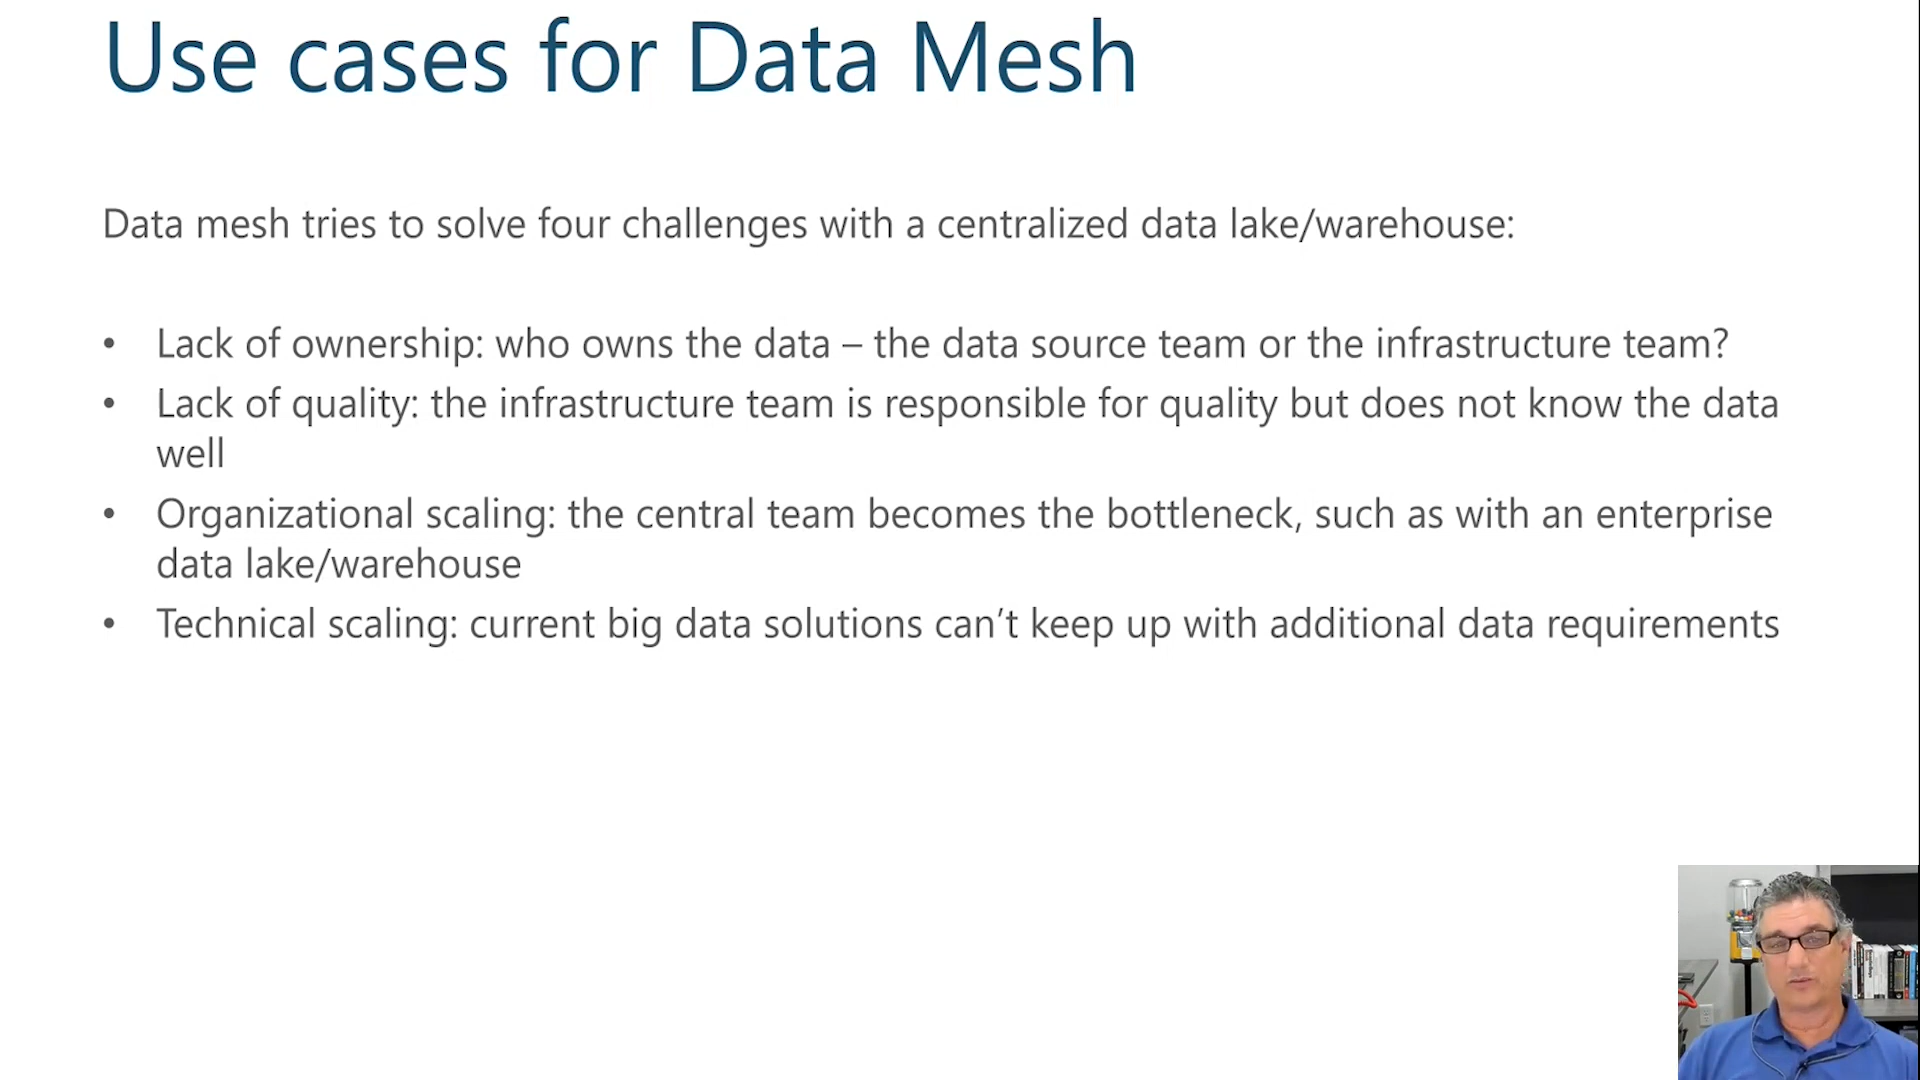 Use cases for Data Mesh
Data mesh tries to solve four challenges with a centralized data lake/warehouse:
• Lack of ownership: who owns the data – the data source team or the infrastructure team?
• Lack of quality: the infrastructure team is responsible for quality but does not know the data
well
• Organizational scaling: the central team becomes the bottleneck, such as with an enterprise
data lake/warehouse
• Technical scaling: current big data solutions can’t keep up with additional data requirements